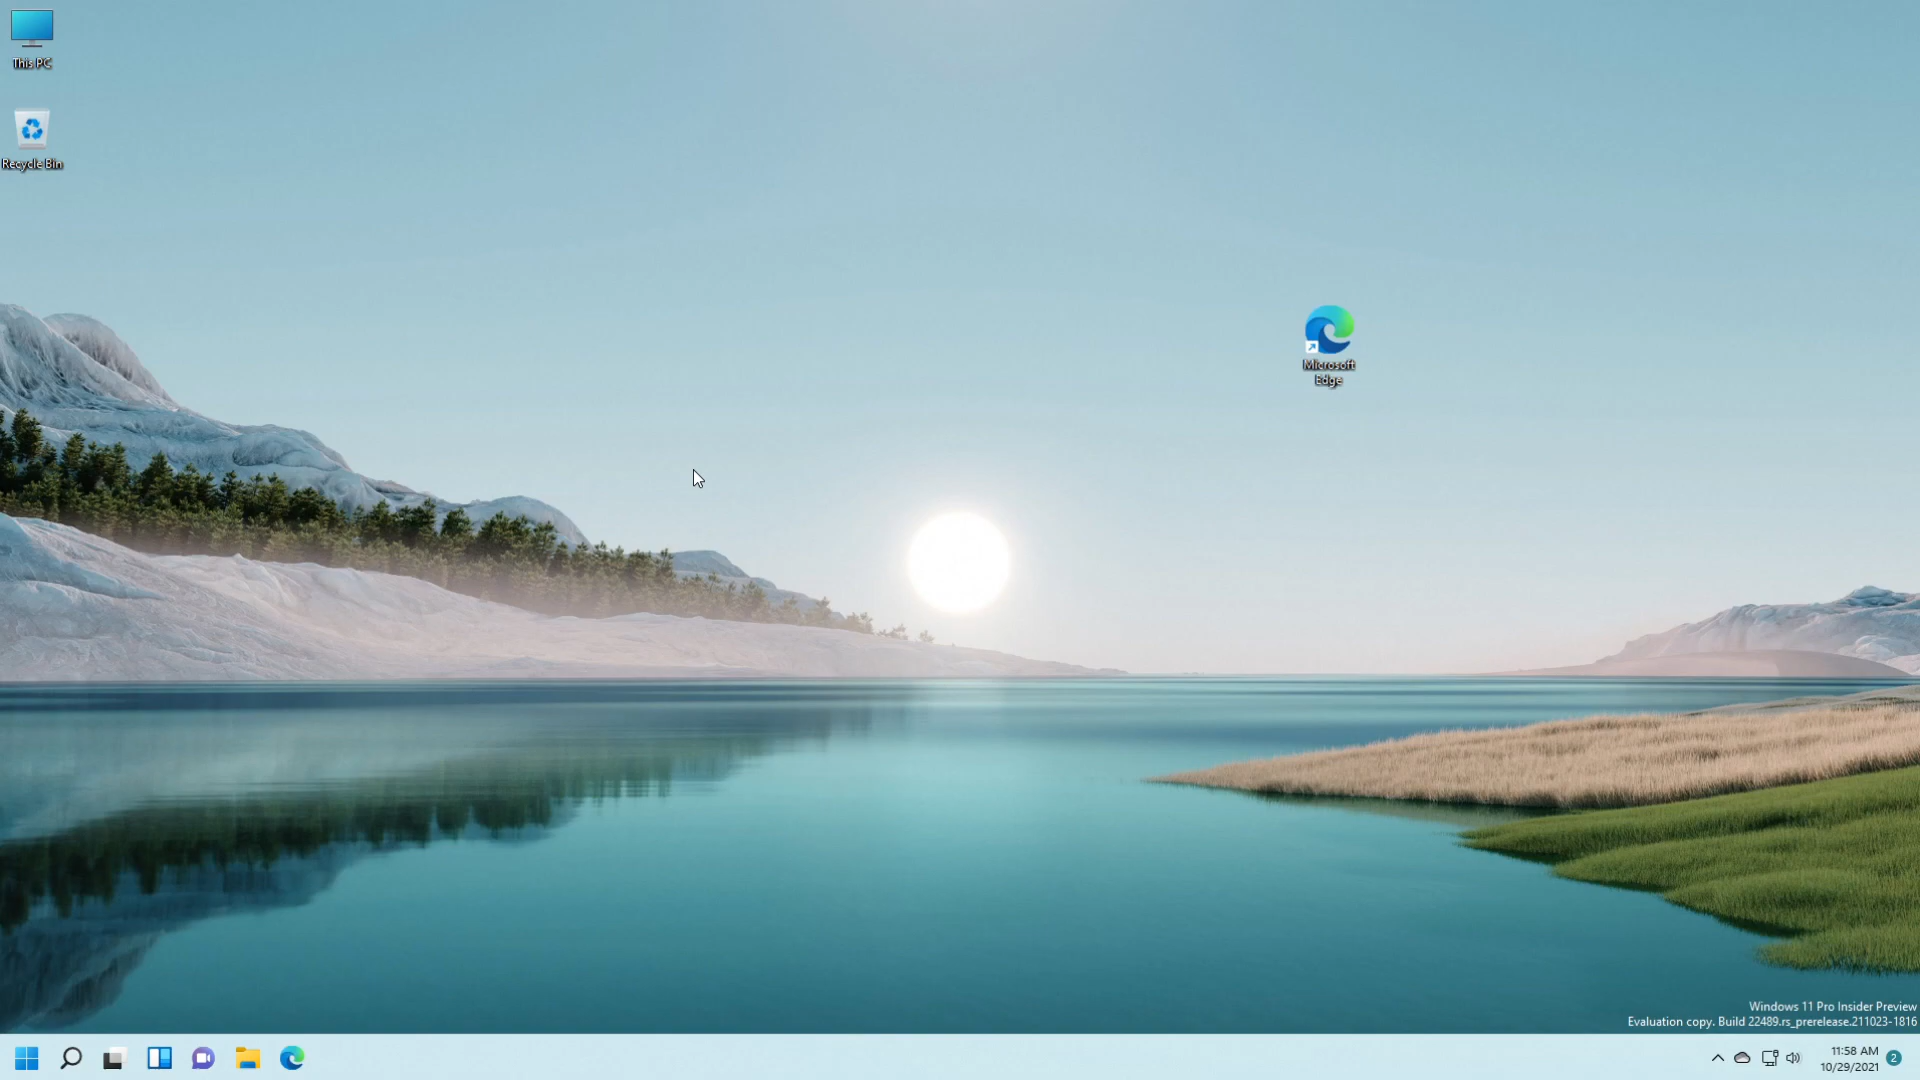 This PC
Recycle Bin
Microsoft
Edge
Windows 11 Pro Insider Preview
Evaluation copy. Build 22489.rs_prerelease.211023-1816
11:58 AM
10/29/2021
2